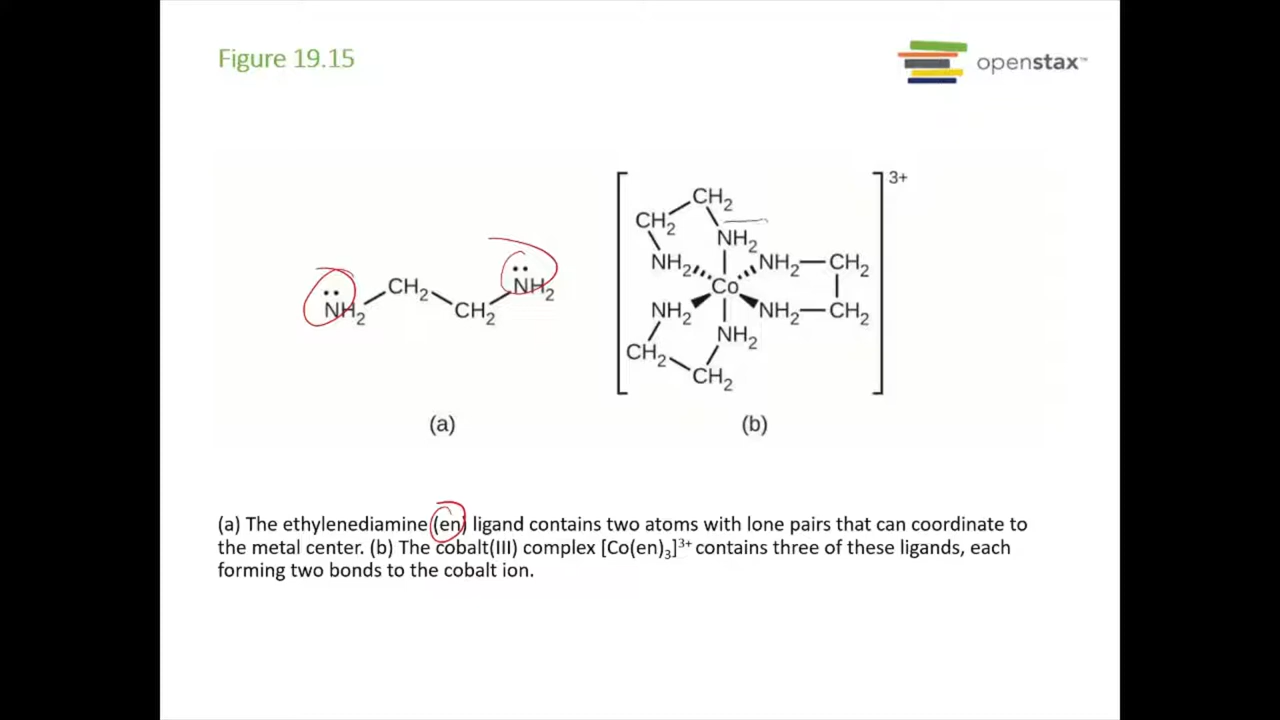 Figure 19.15
openstax™
3+
CH₂
CH₂
NH₂
NH₂ NH₂—CH₂
CH₂ NH₂ Co
NH₂ CH₂ NH₂ NH₂—CH₂
NH₂
CH₂
CH₂
(a) (b)
(a) The ethylenediamine (en) ligand contains two atoms with lone pairs that can coordinate to
the metal center. (b) The cobalt(III) complex [Co(en)₃]³⁺ contains three of these ligands, each
forming two bonds to the cobalt ion.